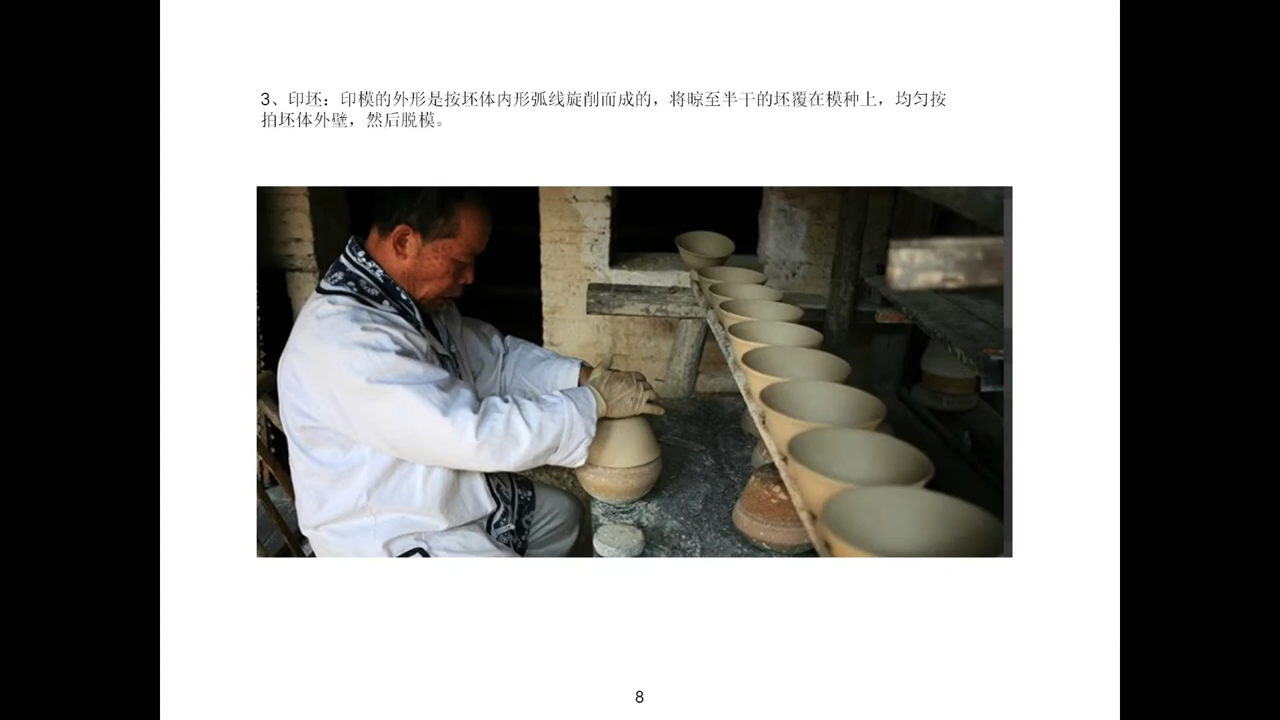 3、印坯：印模的外形是按坯体内形弧线旋削而成的，将晾至半干的坯覆在模种上，均匀按
拍坯体外壁，然后脱模。
8